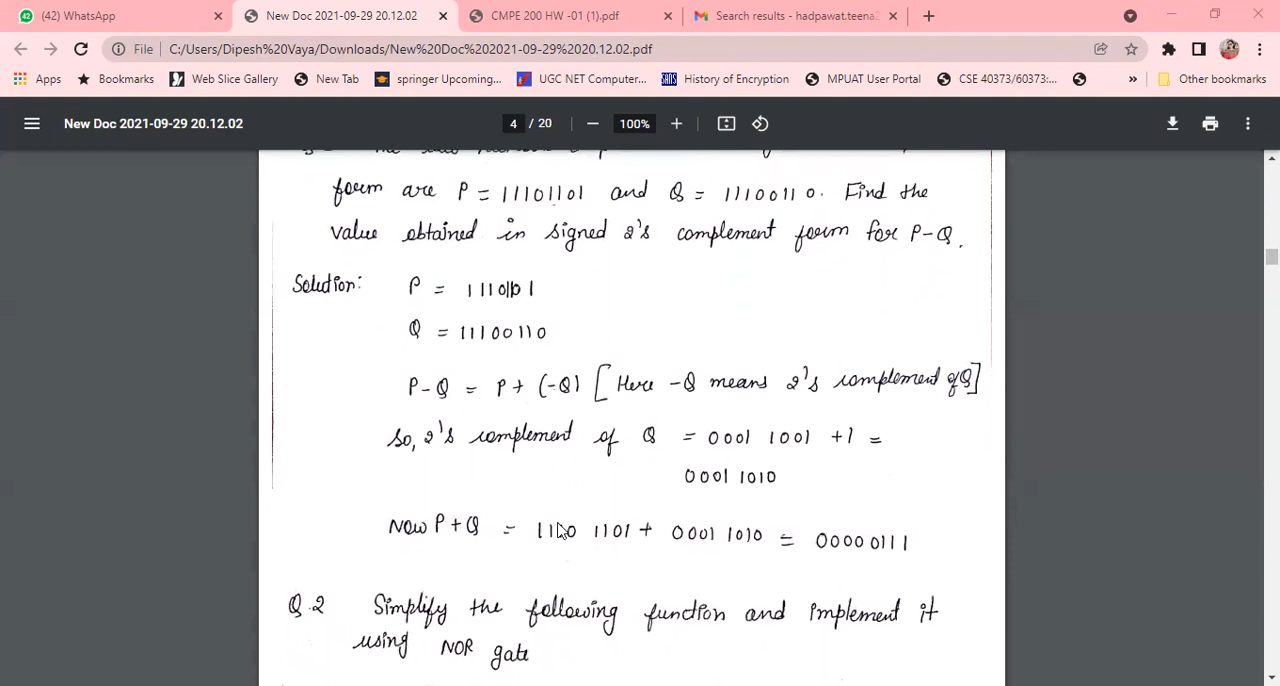 (42) WhatsApp
New Doc 2021-09-29 20.12.02
CMPE 200 HW -01 (1).pdf
Search results - hadpawat.teena
File
C:/Users/Dipesh%20Vaya/Downloads/New%20Doc%202021-09-29%2020.12.02.pdf
Apps
Bookmarks
Web Slice Gallery
New Tab
springer Upcoming...
UGC NET Computer...
History of Encryption
MPUAT User Portal
CSE 40373/60373:...
Other bookmarks
New Doc 2021-09-29 20.12.02
4 / 20
100%
form are P = 11101101 and Q = 11100110. Find the
value obtained in signed 2's complement form for P-Q.
Solution: P = 1110101
Q = 11100110
P-Q = P+ (-Q) [Here -Q means 2's complement of Q]
So, 2's complement of Q = 0001 1001 +1 =
0001 1010
Now P+Q = 1110 1101 + 0001 1010 = 00000111
Q.2 Simplify the following function and implement it
using NOR gate